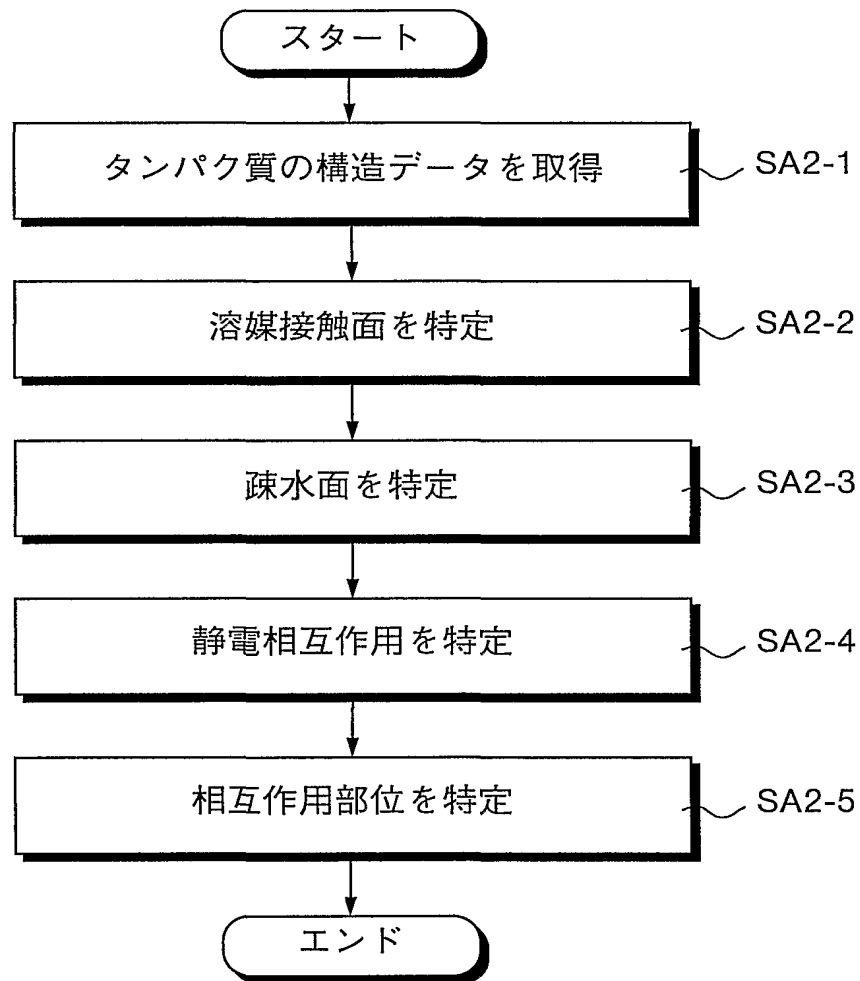 スタート
タンパク質の構造データを取得
SA2-1
溶媒接触面を特定
SA2-2
疎水面を特定
SA2-3
静電相互作用を特定
SA2-4
相互作用部位を特定
SA2-5
エンド